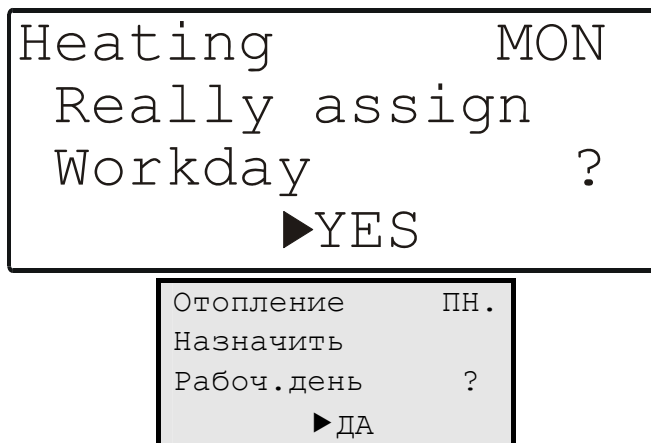 Heating MON
Really assign
Workday ?
▶YES
Отопление ПН.
Назначить
Рабоч.день ?
▶ДА